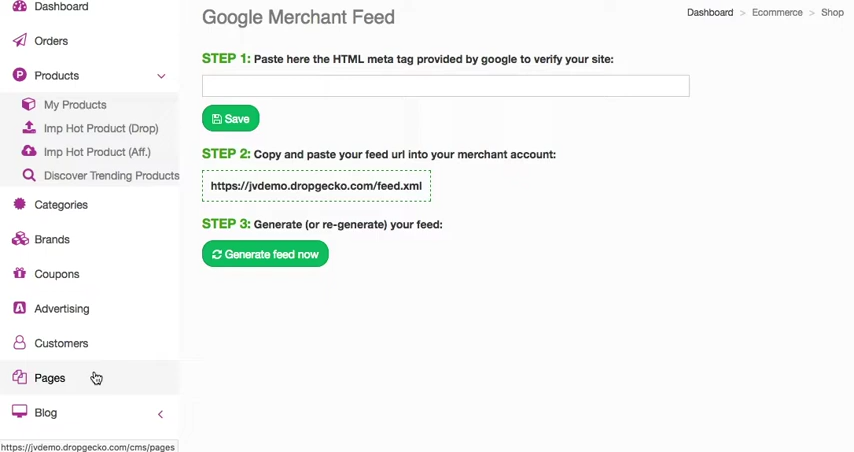 Dashboard
Orders
Products
My Products
Imp Hot Product (Drop)
Imp Hot Product (Aff.)
Discover Trending Products
Categories
Brands
Coupons
Advertising
Customers
Pages
Blog
https://jvdemo.dropgecko.com/cms/pages
Google Merchant Feed
Dashboard > Ecommerce > Shop
STEP 1: Paste here the HTML meta tag provided by google to verify your site:
Save
STEP 2: Copy and paste your feed url into your merchant account:
https://jvdemo.dropgecko.com/feed.xml
STEP 3: Generate (or re-generate) your feed:
Generate feed now